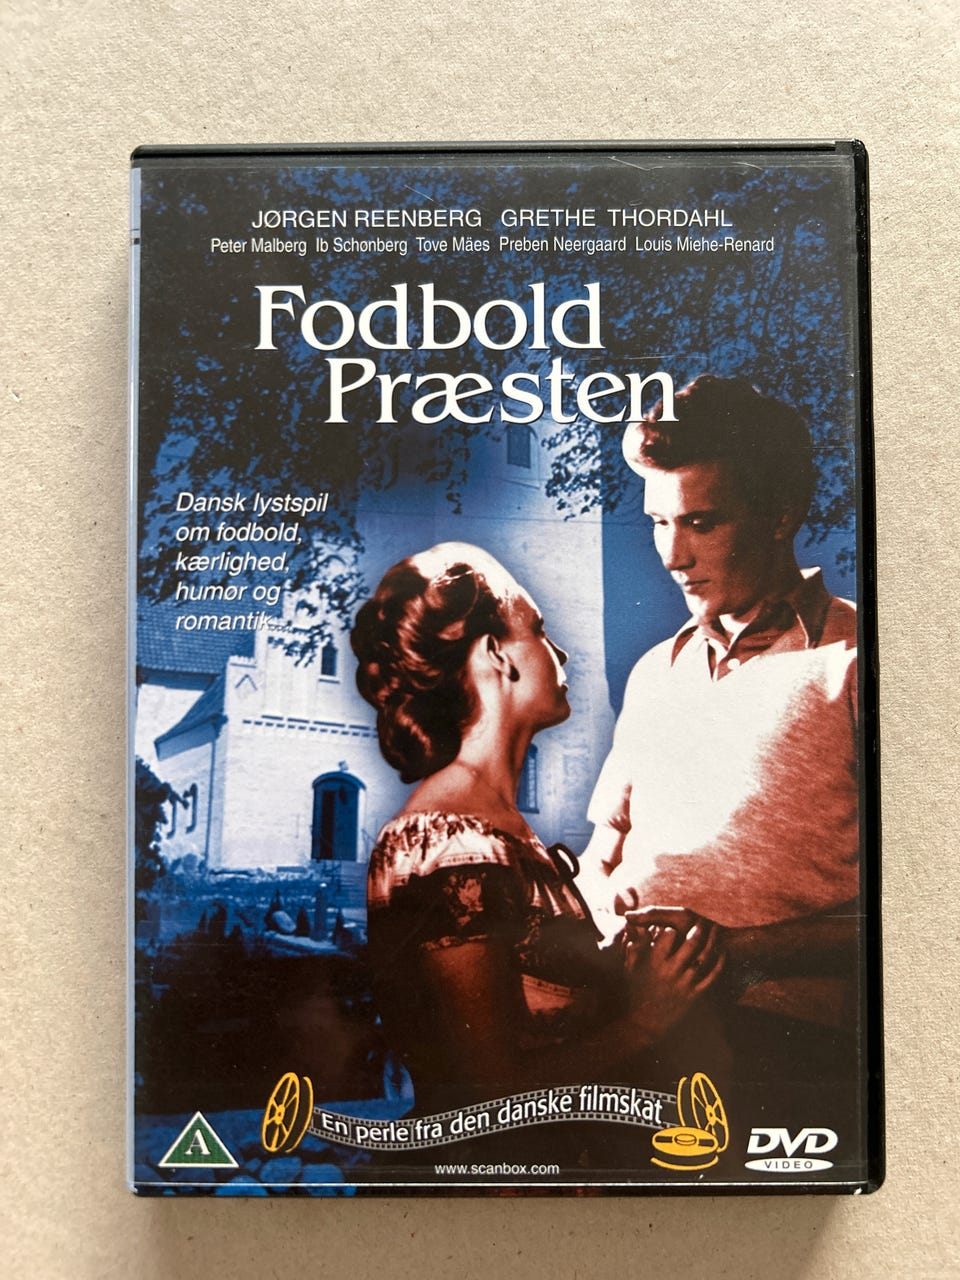 JØRGEN REENBERG GRETHE THORDAHL
Peter Malberg Ib Schønberg Tove Mäes Preben Neergaard Louis Miehe-Renard
Fodbold
Præsten
Dansk lystspil
om fodbold,
kærlighed,
humør og
romantik...
En perle fra den danske filmskat
A
www.scanbox.com
DVD
VIDEO